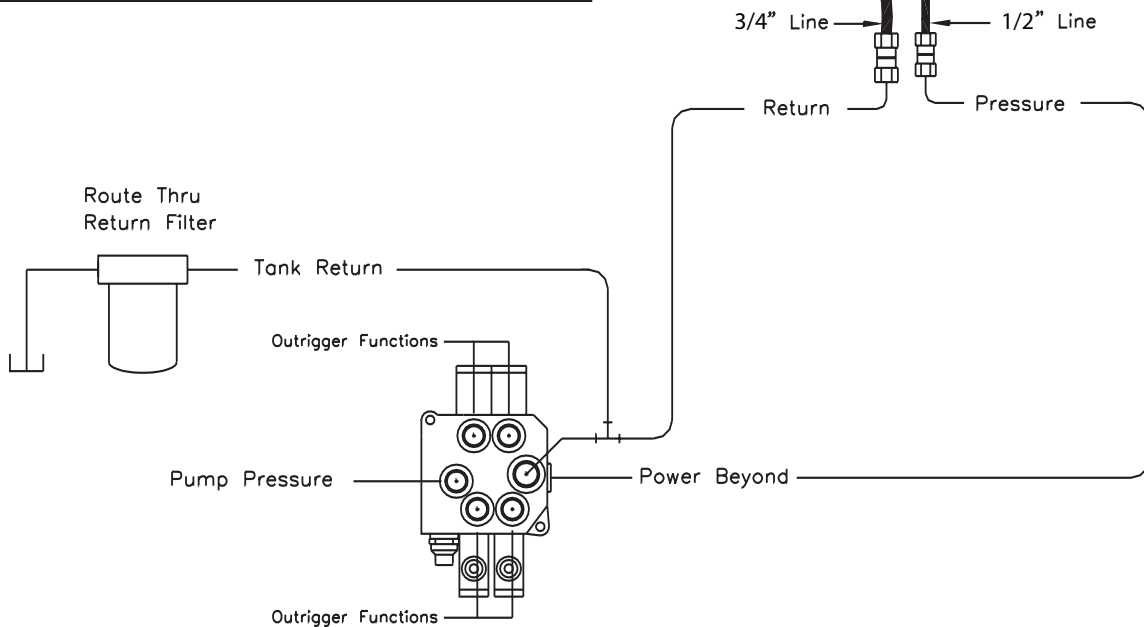 3/4” Line
1/2” Line
Return
Pressure
Route Thru
Return Filter
Tank Return
Outrigger Functions
Pump Pressure
Power Beyond
Outrigger Functions